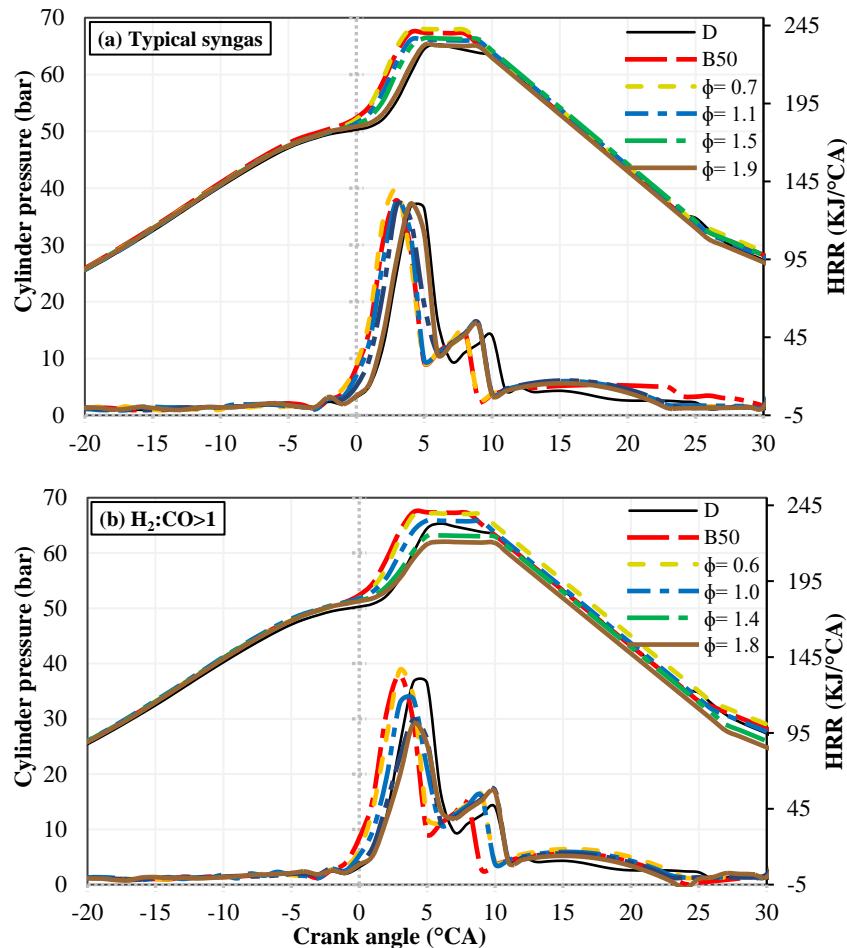 (a) Typical syngas
Cylinder pressure (bar)
70
60
50
40
30
20
10
0
HRR (KJ/°CA)
245
195
145
95
45
-5
D
B50
ϕ= 0.7
ϕ= 1.1
ϕ= 1.5
ϕ= 1.9
-20 -15 -10 -5 0 5 10 15 20 25 30
(b) H₂:CO>1
Cylinder pressure (bar)
70
60
50
40
30
20
10
0
HRR (KJ/°CA)
245
195
145
95
45
-5
D
B50
ϕ= 0.6
ϕ= 1.0
ϕ= 1.4
ϕ= 1.8
-20 -15 -10 -5 0 5 10 15 20 25 30
Crank angle (°CA)